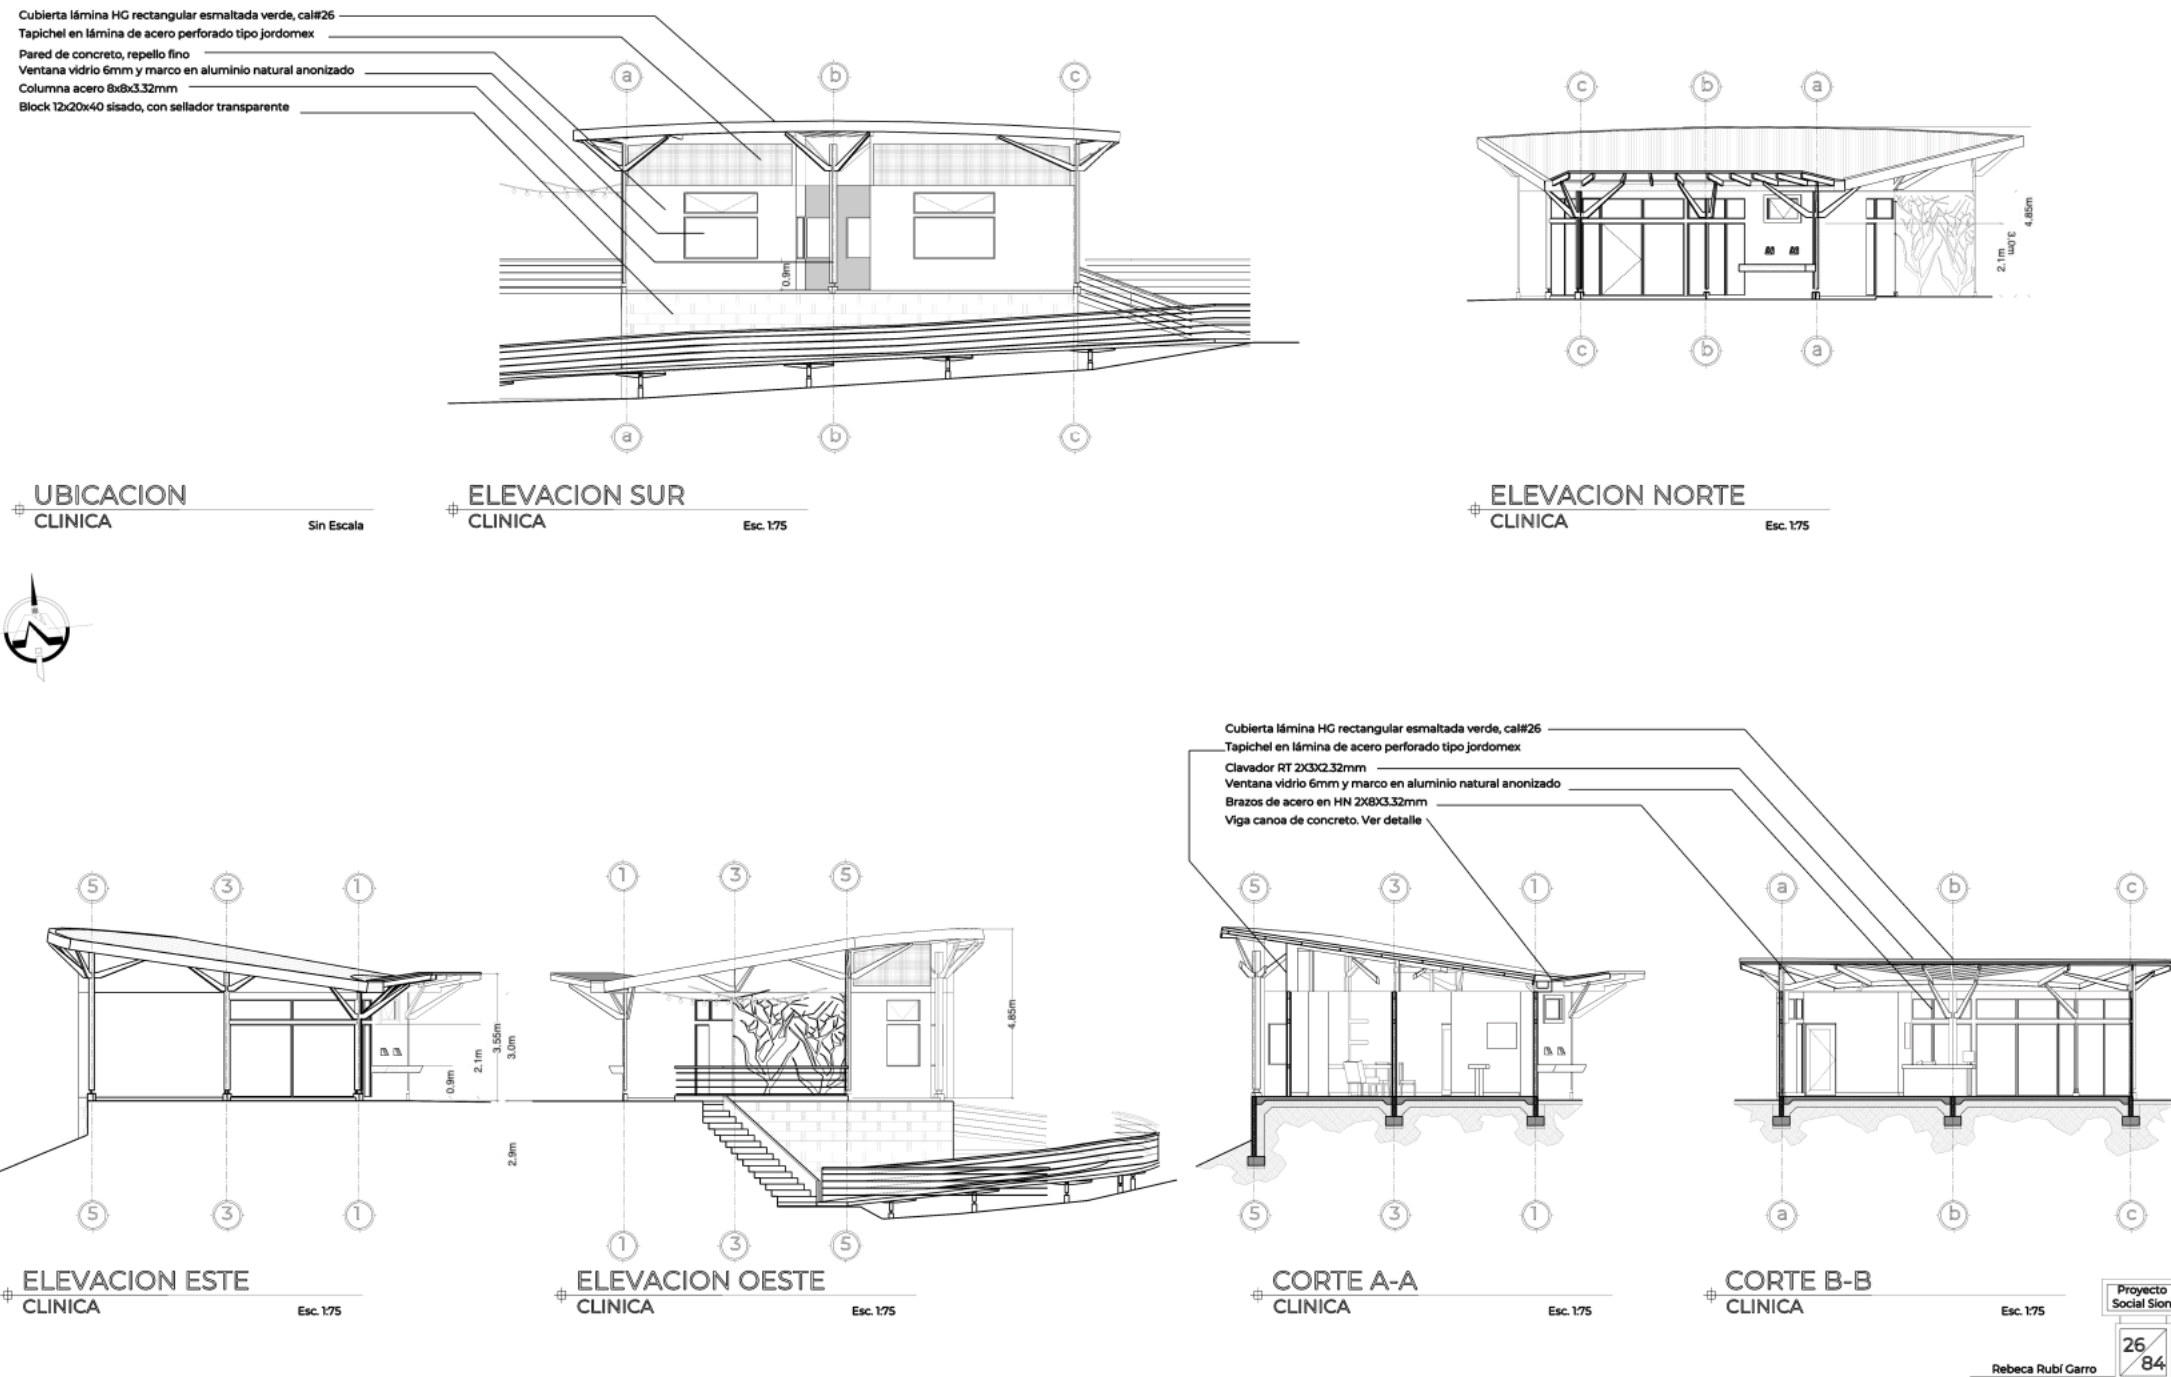 Cubierta lámina HG rectangular esmaltada verde, cal#26
Tapichel en lámina de acero perforado tipo jordomex
Pared de concreto, repello fino
Ventana vidrio 6mm y marco en aluminio natural anonizado
Columna acero 8x8x3.32mm
Block 12x20x40 sisado, con sellador transparente
a
b
c
0.9m
a
b
c
c
b
a
4.85m
3.0m
2.1m
c
b
a
UBICACION
CLINICA
Sin Escala
ELEVACION SUR
CLINICA
Esc. 1:75
ELEVACION NORTE
CLINICA
Esc. 1:75
Cubierta lámina HG rectangular esmaltada verde, cal#26
Tapichel en lámina de acero perforado tipo jordomex
Clavador RT 2X3X2.32mm
Ventana vidrio 6mm y marco en aluminio natural anonizado
Brazos de acero en HN 2X8X3.32mm
Viga canoa de concreto. Ver detalle
5
3
1
0.9m
2.1m
3.55m
3.0m
2.9m
5
3
1
1
3
5
4.85m
1
3
5
5
3
1
5
3
1
a
b
c
a
b
c
ELEVACION ESTE
CLINICA
Esc. 1:75
ELEVACION OESTE
CLINICA
Esc. 1:75
CORTE A-A
CLINICA
Esc. 1:75
CORTE B-B
CLINICA
Esc. 1:75
Proyecto
Social Sion
26
84
Rebeca Rubí Garro